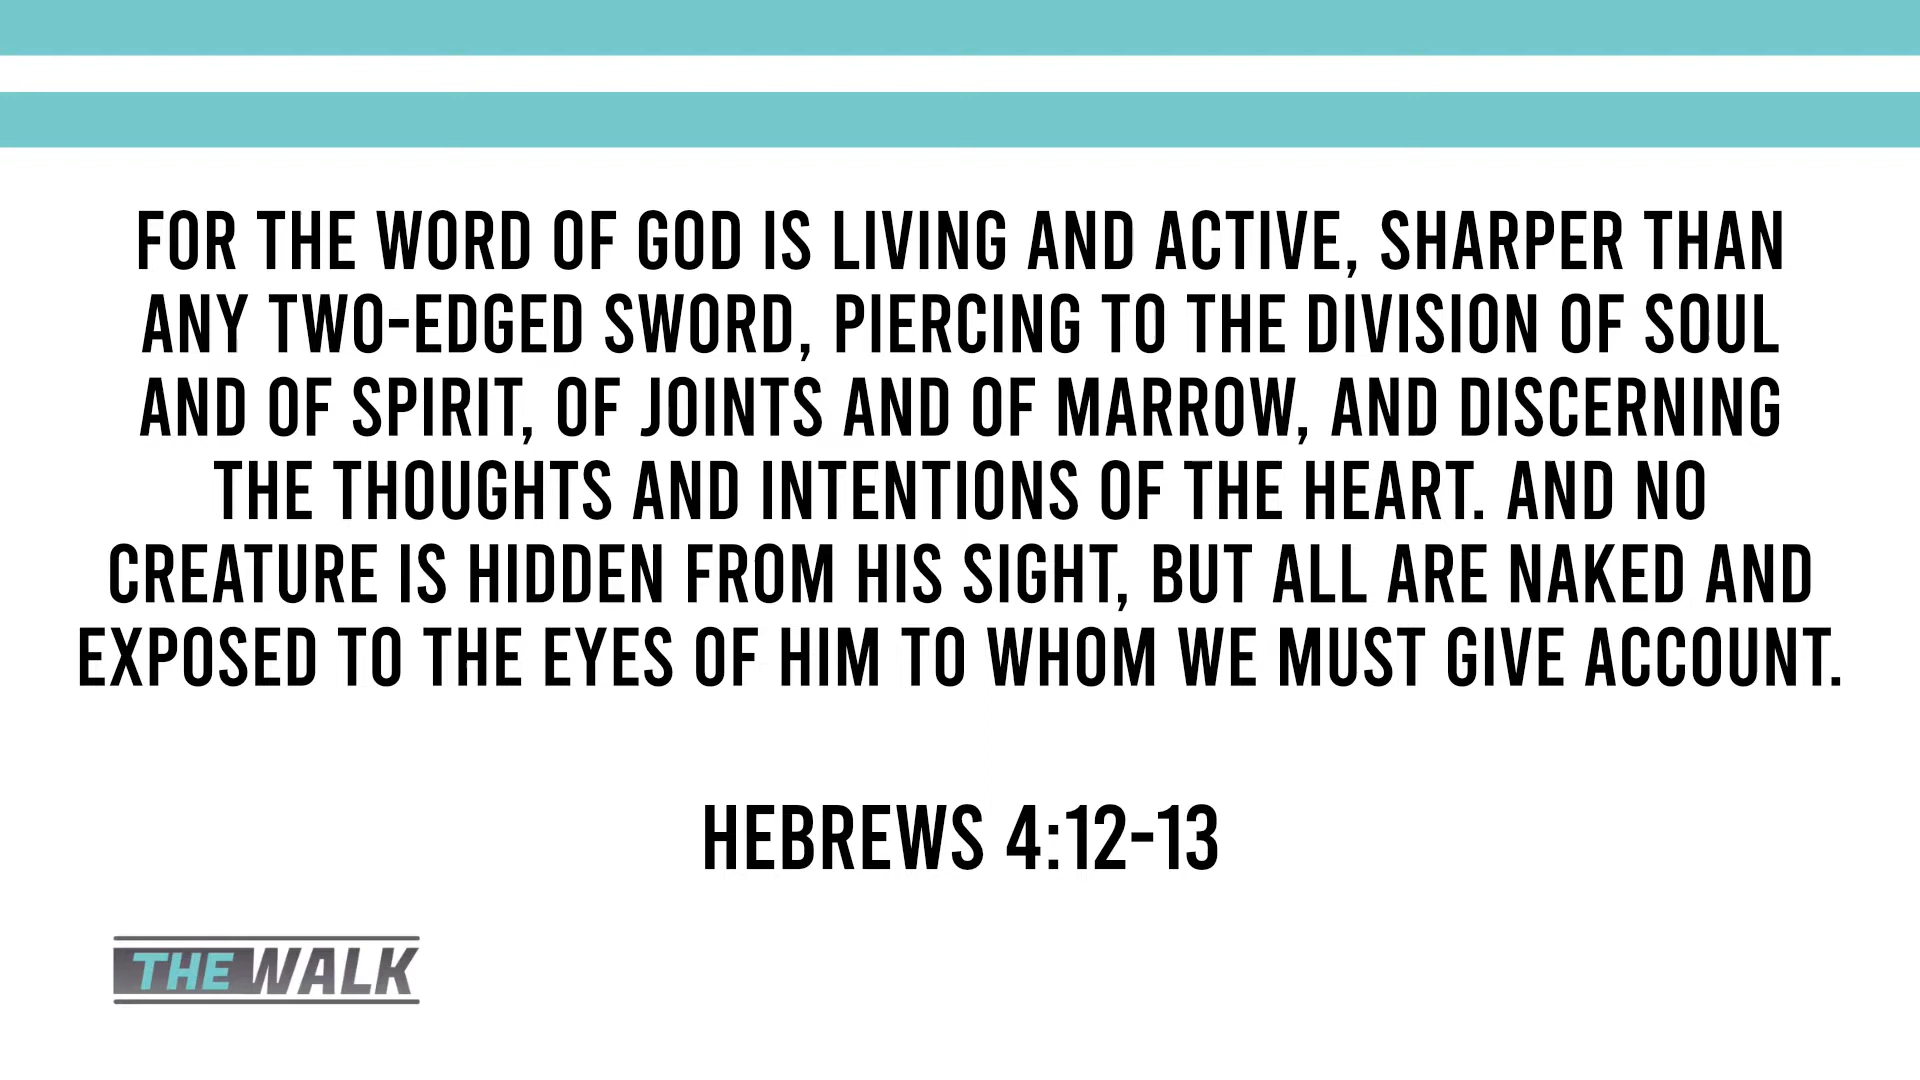 FOR THE WORD OF GOD IS LIVING AND ACTIVE, SHARPER THAN
ANY TWO-EDGED SWORD, PIERCING TO THE DIVISION OF SOUL
AND OF SPIRIT, OF JOINTS AND OF MARROW, AND DISCERNING
THE THOUGHTS AND INTENTIONS OF THE HEART. AND NO
CREATURE IS HIDDEN FROM HIS SIGHT, BUT ALL ARE NAKED AND
EXPOSED TO THE EYES OF HIM TO WHOM WE MUST GIVE ACCOUNT.
HEBREWS 4:12-13
THE WALK